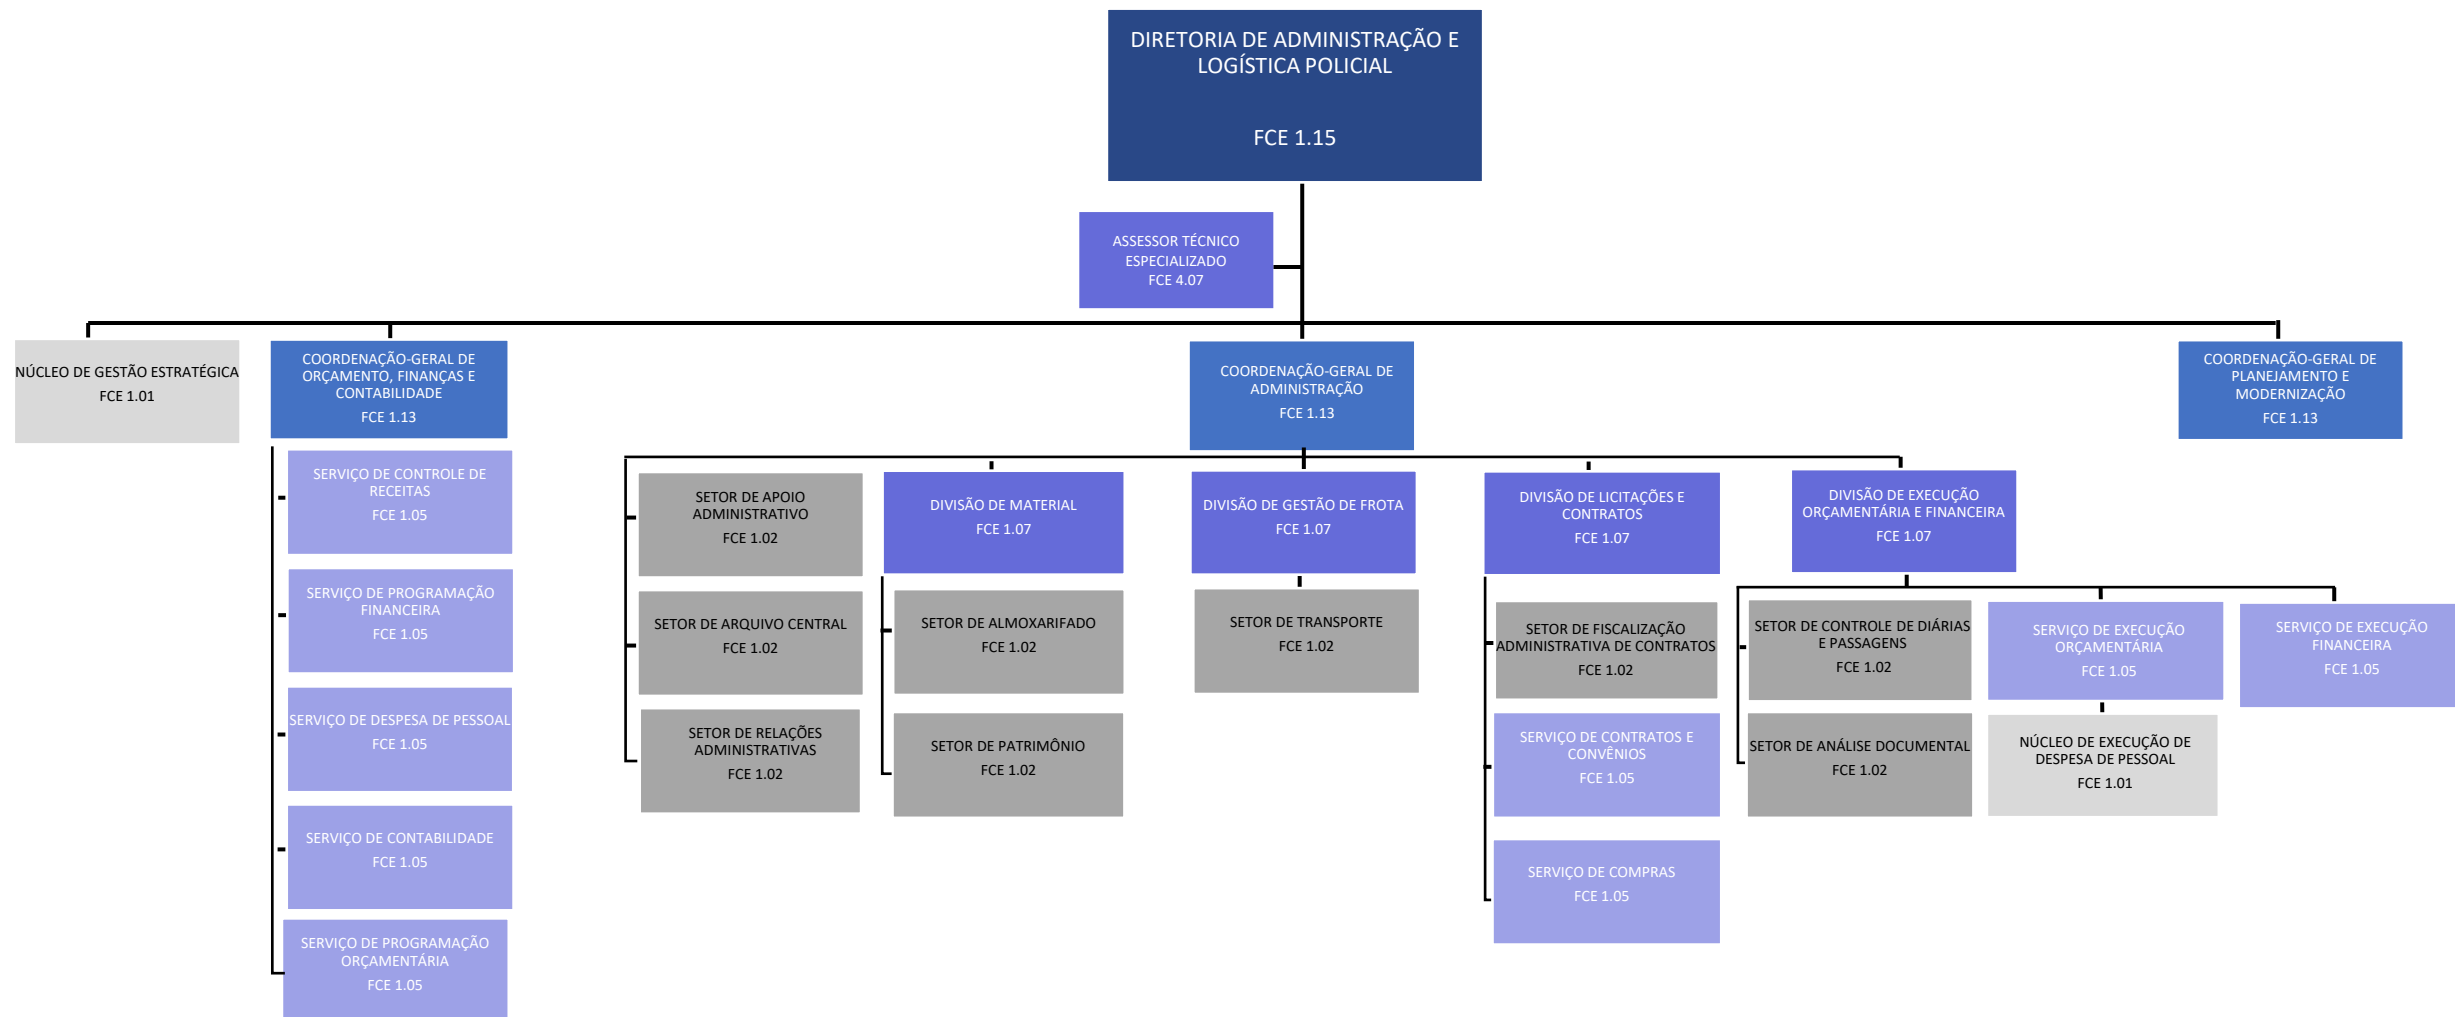 DIRETORIA DE ADMINISTRAÇÃO E
LOGÍSTICA POLICIAL
FCE 1.15
ASSESSOR TÉCNICO
ESPECIALIZADO
FCE 4.07
NÚCLEO DE GESTÃO ESTRATÉGICA
FCE 1.01
COORDENAÇÃO-GERAL DE
ORÇAMENTO, FINANÇAS E
CONTABILIDADE
FCE 1.13
COORDENAÇÃO-GERAL DE
ADMINISTRAÇÃO
FCE 1.13
COORDENAÇÃO-GERAL DE
PLANEJAMENTO E
MODERNIZAÇÃO
FCE 1.13
SERVIÇO DE CONTROLE DE
RECEITAS
FCE 1.05
SERVIÇO DE PROGRAMAÇÃO
FINANCEIRA
FCE 1.05
SERVIÇO DE DESPESA DE PESSOAL
FCE 1.05
SERVIÇO DE CONTABILIDADE
FCE 1.05
SERVIÇO DE PROGRAMAÇÃO
ORÇAMENTÁRIA
FCE 1.05
SETOR DE APOIO
ADMINISTRATIVO
FCE 1.02
SETOR DE ARQUIVO CENTRAL
FCE 1.02
SETOR DE RELAÇÕES
ADMINISTRATIVAS
FCE 1.02
DIVISÃO DE MATERIAL
FCE 1.07
SETOR DE ALMOXARIFADO
FCE 1.02
SETOR DE PATRIMÔNIO
FCE 1.02
DIVISÃO DE GESTÃO DE FROTA
FCE 1.07
SETOR DE TRANSPORTE
FCE 1.02
DIVISÃO DE LICITAÇÕES E
CONTRATOS
FCE 1.07
SETOR DE FISCALIZAÇÃO
ADMINISTRATIVA DE CONTRATOS
FCE 1.02
SERVIÇO DE CONTRATOS E
CONVÊNIOS
FCE 1.05
SERVIÇO DE COMPRAS
FCE 1.05
DIVISÃO DE EXECUÇÃO
ORÇAMENTÁRIA E FINANCEIRA
FCE 1.07
SETOR DE CONTROLE DE DIÁRIAS
E PASSAGENS
FCE 1.02
SETOR DE ANÁLISE DOCUMENTAL
FCE 1.02
SERVIÇO DE EXECUÇÃO
ORÇAMENTÁRIA
FCE 1.05
NÚCLEO DE EXECUÇÃO DE
DESPESA DE PESSOAL
FCE 1.01
SERVIÇO DE EXECUÇÃO
FINANCEIRA
FCE 1.05